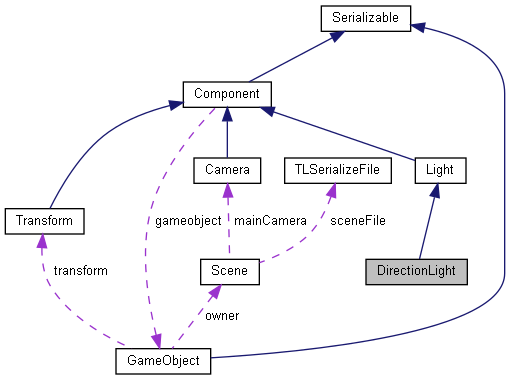 Serializable
Component
Camera
TLSerializeFile
Light
Transform
gameobject
mainCamera
sceneFile
transform
Scene
DirectionLight
owner
GameObject